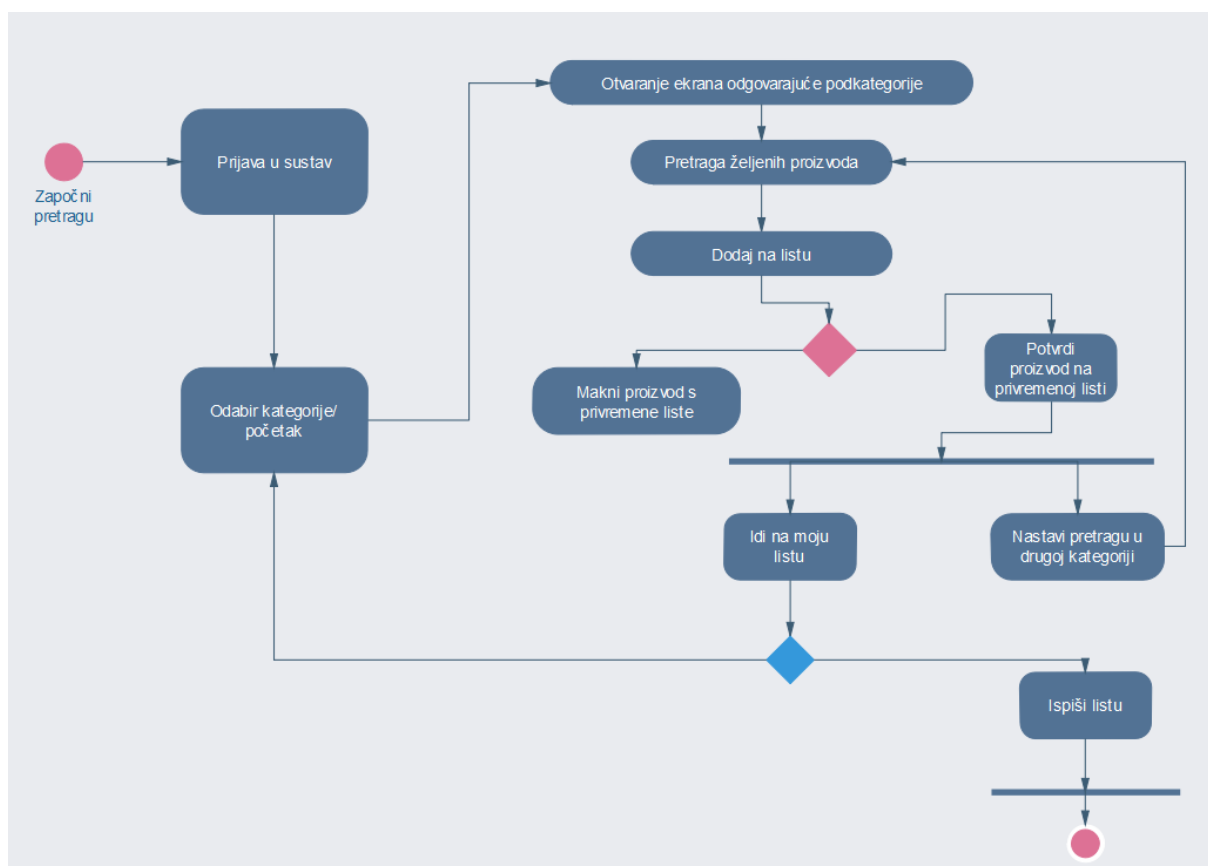 Započni
pretragu
Prijava u sustav
Odabir kategorije/
početak
Otvaranje ekrana odgovarajuće podkategorije
Pretraga željenih proizvoda
Dodaj na listu
Makni proizvod s
privremene liste
Potvrdi
proizvod na
privremenoj listi
Idi na moju
listu
Nastavi pretragu u
drugoj kategoriji
Ispiši listu